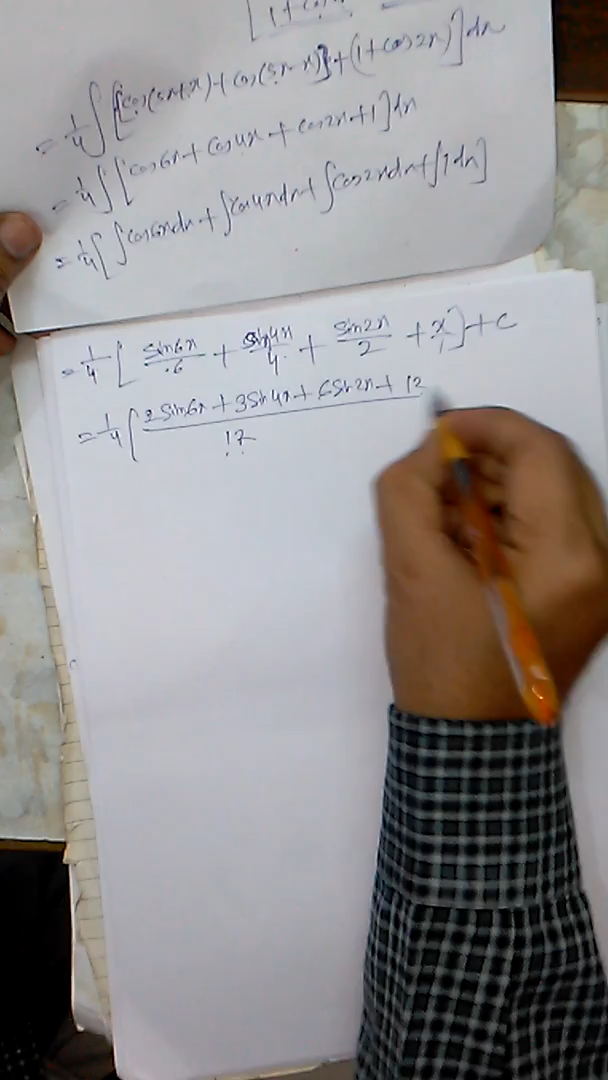 [1+cos
= 1/4 ∫ [{cos(5x+x)+cos(5x-x)}+(1+cos2x)]dx
= 1/4 ∫ [cos6x+cos4x+cos2x+1]dx
= 1/4 [∫cos6xdx+∫cos4xdx+∫cos2xdx+∫1dx]
= 1/4 [ sin6x/6 + sin4x/4 + sin2x/2 + x/1 ]+c
= 1/4 [ 2sin6x+3sin4x+6sin2x+12 / 12